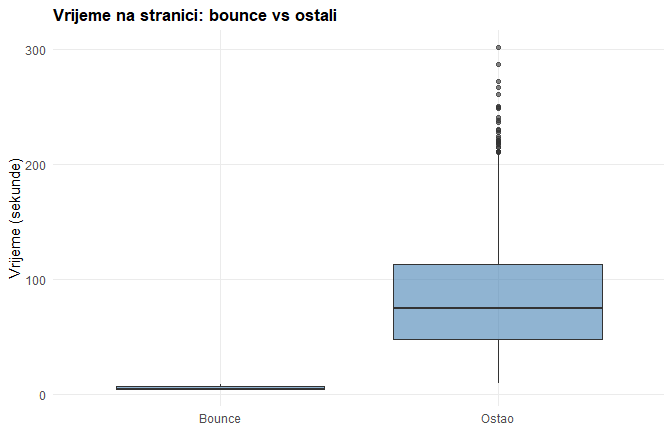 Vrijeme na stranici: bounce vs ostali
Vrijeme (sekunde)
300
200
100
0
Bounce
Ostao